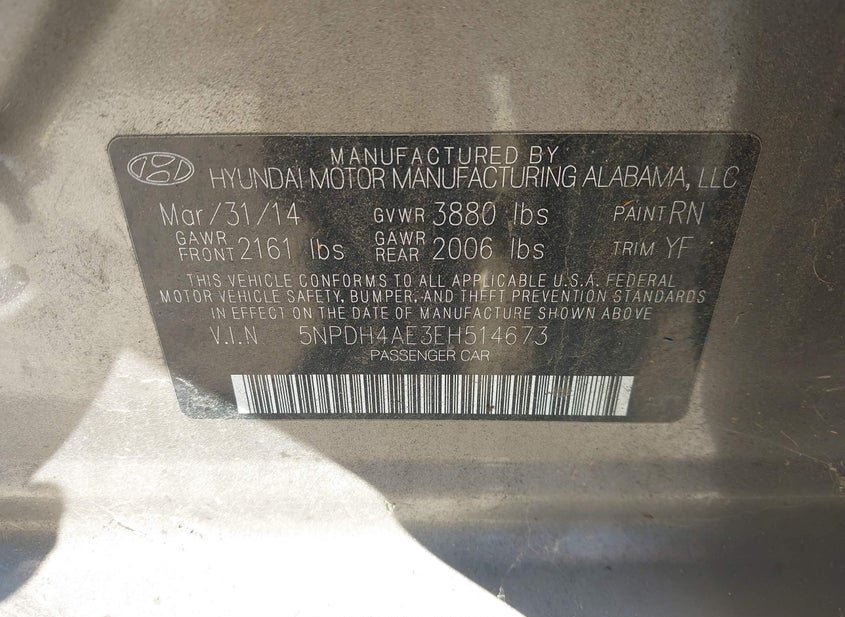 MANUFACTURED BY
HYUNDAI MOTOR MANUFACTURING ALABAMA, LLC
Mar/31/14 GVWR 3880 lbs PAINT RN
GAWR FRONT 2161 lbs GAWR REAR 2006 lbs TRIM YF
THIS VEHICLE CONFORMS TO ALL APPLICABLE U.S.A. FEDERAL
MOTOR VEHICLE SAFETY, BUMPER, AND THEFT PREVENTION STANDARDS
IN EFFECT ON THE DATE OF MANUFACTURE SHOWN ABOVE
V.I.N 5NPDH4AE3EH514673
PASSENGER CAR